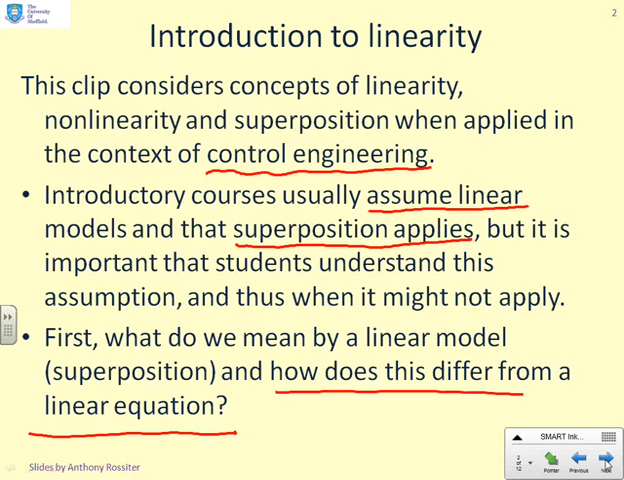 The
University
Of
Sheffield.
2
Introduction to linearity
This clip considers concepts of linearity,
nonlinearity and superposition when applied in
the context of control engineering.
• Introductory courses usually assume linear
models and that superposition applies, but it is
important that students understand this
assumption, and thus when it might not apply.
• First, what do we mean by a linear model
(superposition) and how does this differ from a
linear equation?
SMART Ink...
2
of
12
Pointer Previous Next
Slides by Anthony Rossiter